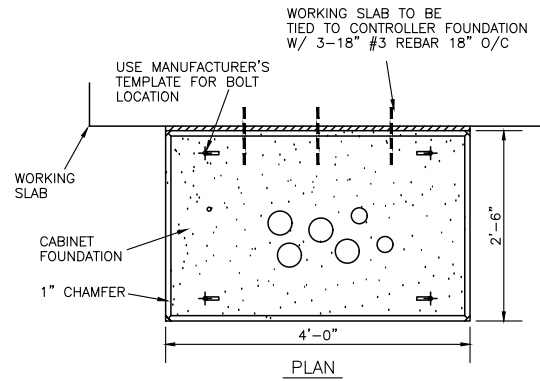 WORKING SLAB TO BE
TIED TO CONTROLLER FOUNDATION
W/ 3-18" #3 REBAR 18" O/C
USE MANUFACTURER'S
TEMPLATE FOR BOLT
LOCATION
WORKING
SLAB
CABINET
FOUNDATION
1" CHAMFER
2'-6"
4'-0"
PLAN